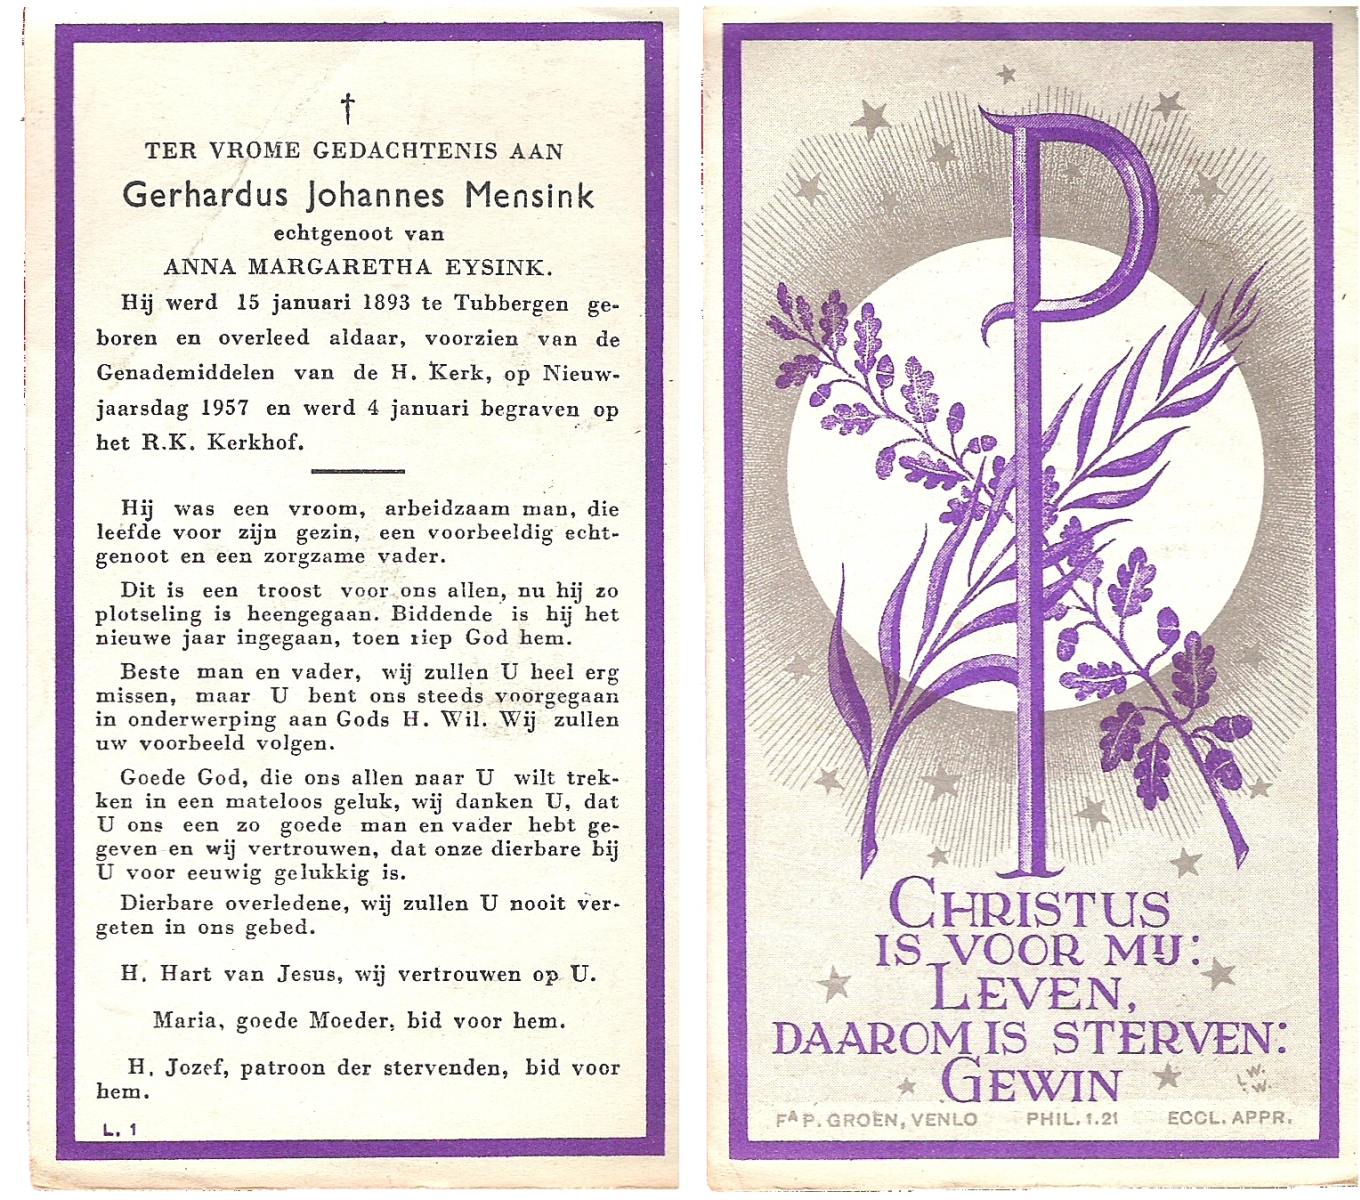 †
TER VROME GEDACHTENIS AAN
Gerhardus Johannes Mensink
echtgenoot van
ANNA MARGARETHA EYSINK.
Hij werd 15 januari 1893 te Tubbergen ge-
boren en overleed aldaar, voorzien van de
Genademiddelen van de H. Kerk, op Nieuw-
jaarsdag 1957 en werd 4 januari begraven op
het R.K. Kerkhof.
Hij was een vroom, arbeidzaam man, die
leefde voor zijn gezin, een voorbeeldig echt-
genoot en een zorgzame vader.
Dit is een troost voor ons allen, nu hij zo
plotseling is heengegaan. Biddende is hij het
nieuwe jaar ingegaan, toen riep God hem.
Beste man en vader, wij zullen U heel erg
missen, maar U bent ons steeds voorgegaan
in onderwerping aan Gods H. Wil. Wij zullen
uw voorbeeld volgen.
Goede God, die ons allen naar U wilt trek-
ken in een mateloos geluk, wij danken U, dat
U ons een zo goede man en vader hebt ge-
geven en wij vertrouwen, dat onze dierbare bij
U voor eeuwig gelukkig is.
Dierbare overledene, wij zullen U nooit ver-
geten in ons gebed.
H. Hart van Jesus, wij vertrouwen op U.
Maria, goede Moeder, bid voor hem.
H. Jozef, patroon der stervenden, bid voor
hem.
L. 1
P
CHRISTUS
IS VOOR MIJ:
LEVEN,
DAAROM IS STERVEN:
GEWIN
FA P. GROEN, VENLO PHIL. 1.21 ECCL. APPR.